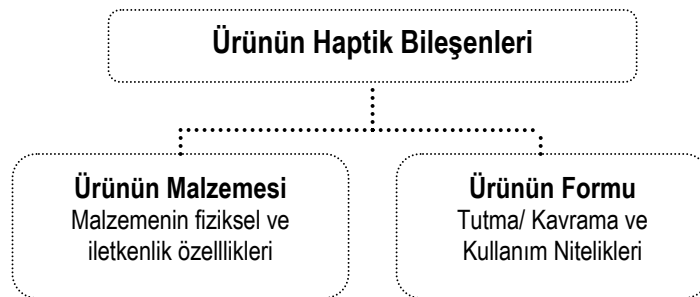 Ürünün Haptik Bileşenleri
Ürünün Malzemesi
Malzemenin fiziksel ve
iletkenlik özelllikleri
Ürünün Formu
Tutma/ Kavrama ve
Kullanım Nitelikleri